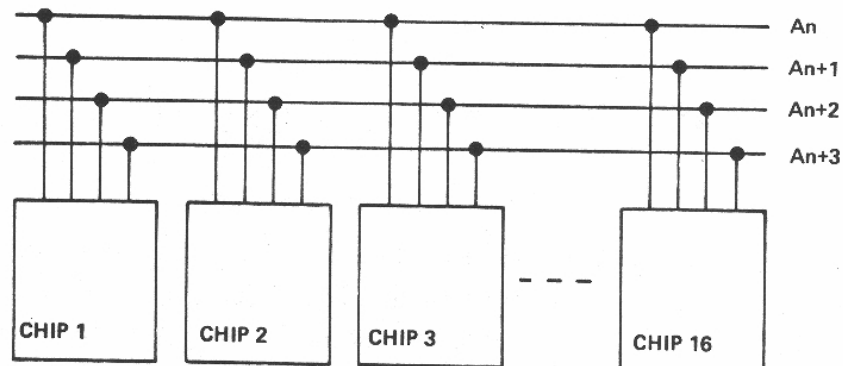 An
An+1
An+2
An+3
CHIP 1
CHIP 2
CHIP 3
CHIP 16